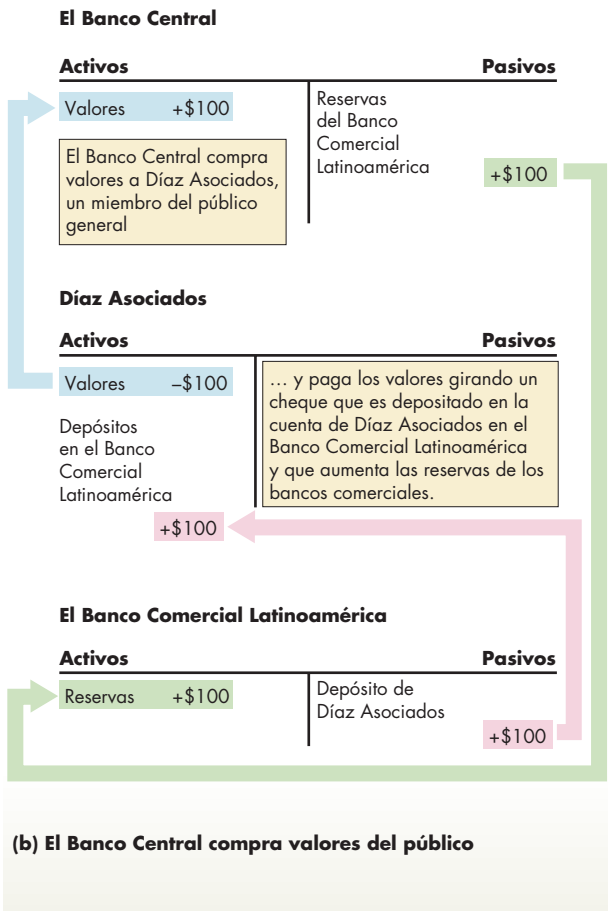 El Banco Central
Activos Pasivos
Valores +$100
Reservas
del Banco
Comercial
Latinoamérica
+$100
El Banco Central compra
valores a Díaz Asociados,
un miembro del público
general
Díaz Asociados
Activos Pasivos
Valores –$100
Depósitos
en el Banco
Comercial
Latinoamérica
+$100
… y paga los valores girando un
cheque que es depositado en la
cuenta de Díaz Asociados en el
Banco Comercial Latinoamérica
y que aumenta las reservas de los
bancos comerciales.
El Banco Comercial Latinoamérica
Activos Pasivos
Reservas +$100
Depósito de
Díaz Asociados
+$100
(b) El Banco Central compra valores del público